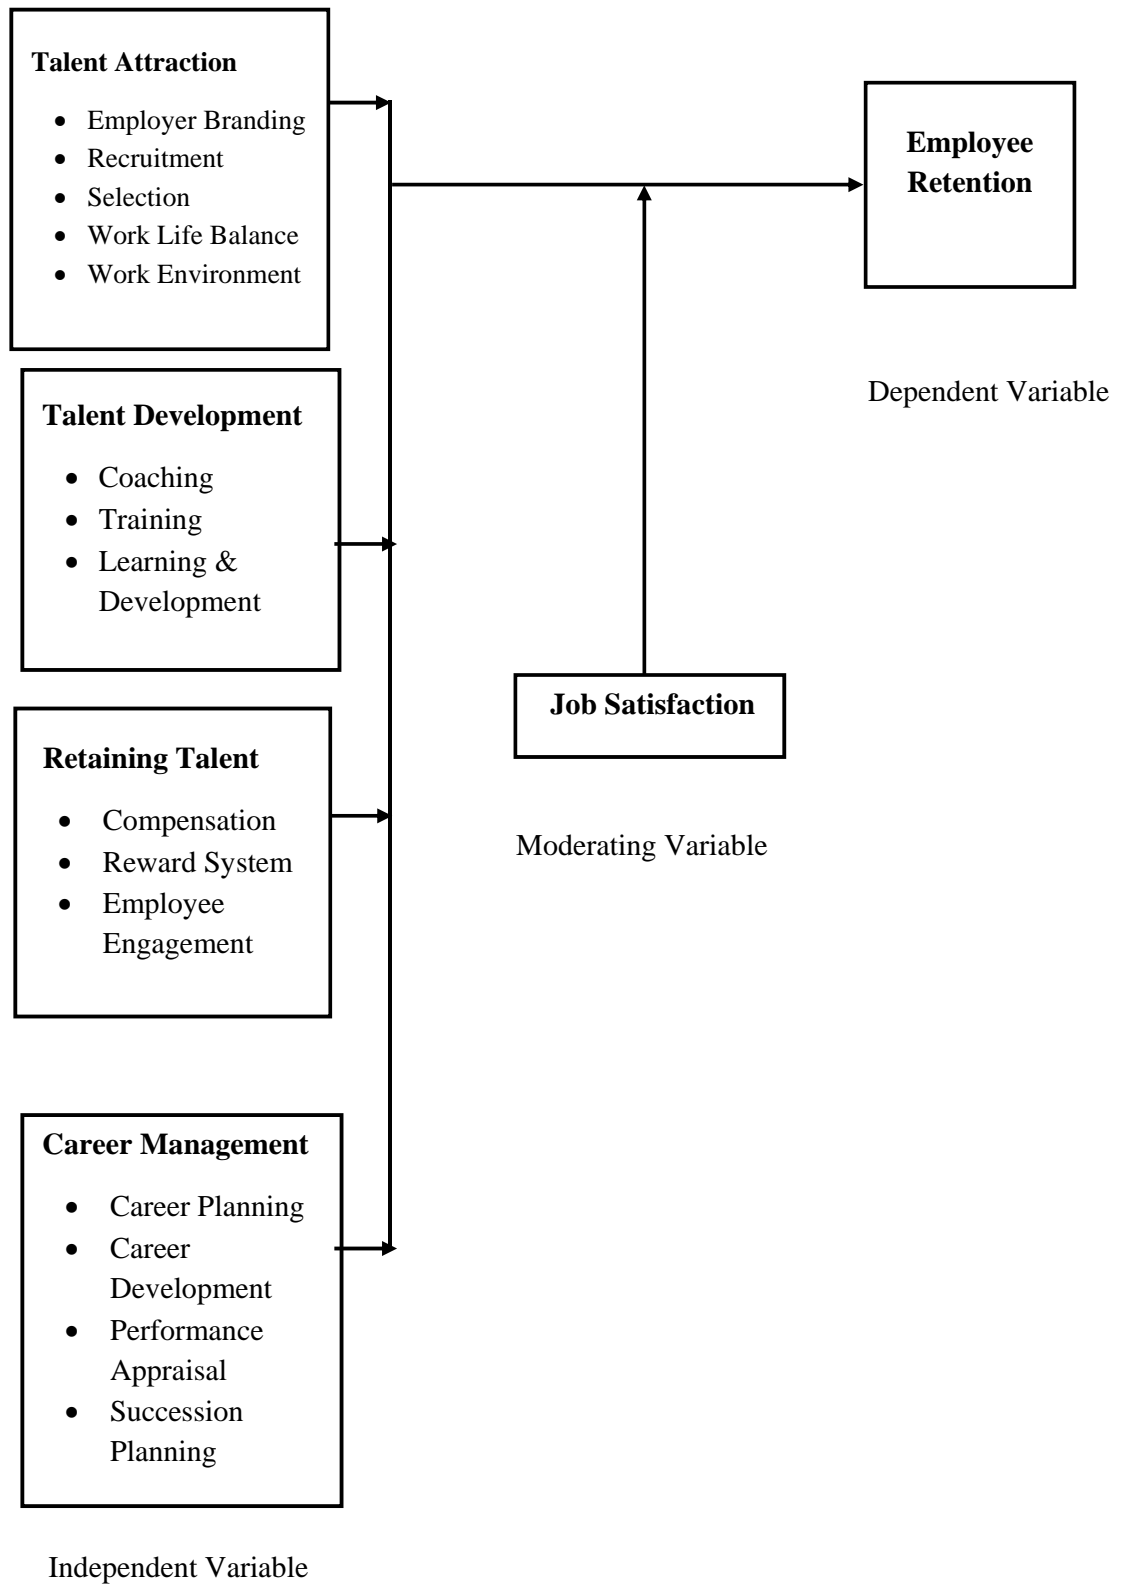 Talent Attraction
• Employer Branding
• Recruitment
• Selection
• Work Life Balance
• Work Environment
Employee
Retention
Dependent Variable
Talent Development
• Coaching
• Training
• Learning &
Development
Job Satisfaction
Moderating Variable
Retaining Talent
• Compensation
• Reward System
• Employee
Engagement
Career Management
• Career Planning
• Career
Development
• Performance
Appraisal
• Succession
Planning
Independent Variable